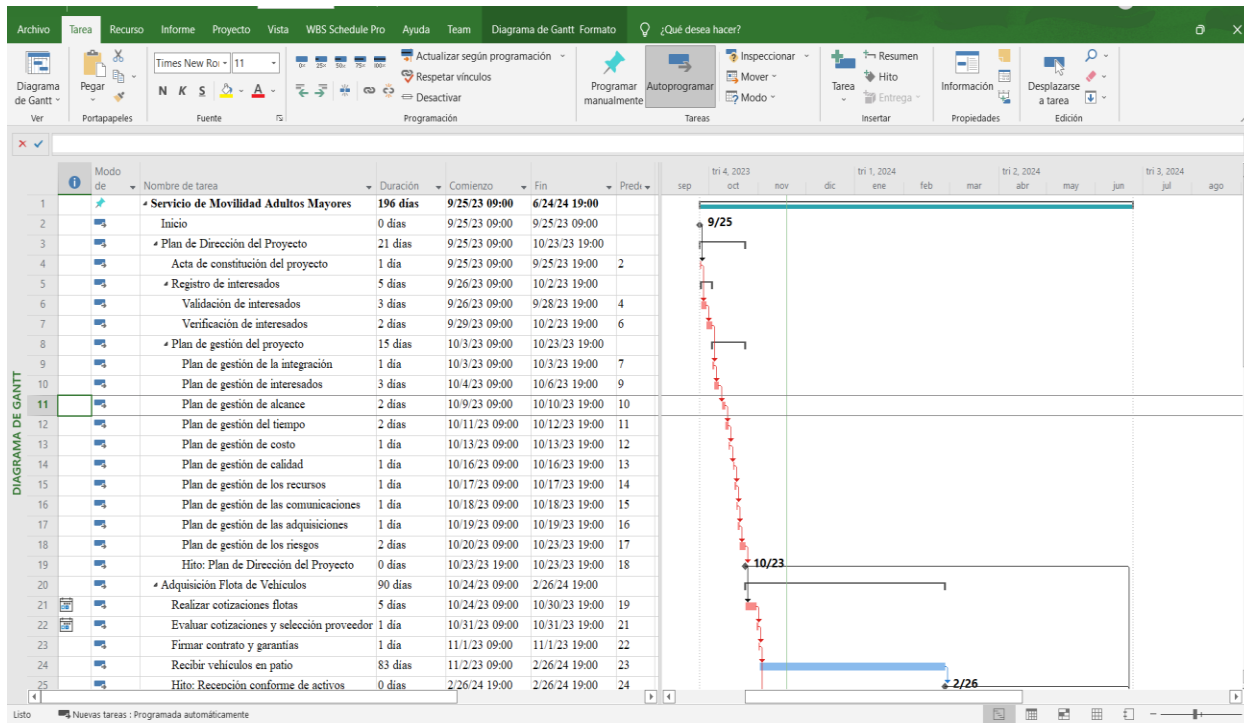 Archivo Tarea Recurso Informe Proyecto Vista WBS Schedule Pro Ayuda Team Diagrama de Gantt Formato ¿Qué desea hacer?
Diagrama de Gantt
Ver
Pegar
Portapapeles
Times New Roi 11
N K S A
Fuente
0× 25× 50× 75× 100×
Actualizar según programación
Respetar vínculos
Desactivar
Programación
Programar manualmente
Autoprogramar
Inspeccionar
Mover
Modo
Tareas
Tarea
Resumen
Hito
Entrega
Insertar
Información
Propiedades
Desplazarse a tarea
Edición
Modo de Nombre de tarea Duración Comienzo Fin Prede
tri 4, 2023 tri 1, 2024 tri 2, 2024 tri 3, 2024
sep oct nov dic ene feb mar abr may jun jul ago
1 Servicio de Movilidad Adultos Mayores 196 días 9/25/23 09:00 6/24/24 19:00
2 Inicio 0 días 9/25/23 09:00 9/25/23 09:00
3 Plan de Dirección del Proyecto 21 días 9/25/23 09:00 10/23/23 19:00
4 Acta de constitución del proyecto 1 día 9/25/23 09:00 9/25/23 19:00 2
5 Registro de interesados 5 días 9/26/23 09:00 10/2/23 19:00
6 Validación de interesados 3 días 9/26/23 09:00 9/28/23 19:00 4
7 Verificación de interesados 2 días 9/29/23 09:00 10/2/23 19:00 6
8 Plan de gestión del proyecto 15 días 10/3/23 09:00 10/23/23 19:00
9 Plan de gestión de la integración 1 día 10/3/23 09:00 10/3/23 19:00 7
10 Plan de gestión de interesados 3 días 10/4/23 09:00 10/6/23 19:00 9
11 Plan de gestión de alcance 2 días 10/9/23 09:00 10/10/23 19:00 10
12 Plan de gestión del tiempo 2 días 10/11/23 09:00 10/12/23 19:00 11
13 Plan de gestión de costo 1 día 10/13/23 09:00 10/13/23 19:00 12
14 Plan de gestión de calidad 1 día 10/16/23 09:00 10/16/23 19:00 13
15 Plan de gestión de los recursos 1 día 10/17/23 09:00 10/17/23 19:00 14
16 Plan de gestión de las comunicaciones 1 día 10/18/23 09:00 10/18/23 19:00 15
17 Plan de gestión de las adquisiciones 1 día 10/19/23 09:00 10/19/23 19:00 16
18 Plan de gestión de los riesgos 2 días 10/20/23 09:00 10/23/23 19:00 17
19 Hito: Plan de Dirección del Proyecto 0 días 10/23/23 19:00 10/23/23 19:00 18
20 Adquisición Flota de Vehículos 90 días 10/24/23 09:00 2/26/24 19:00
21 Realizar cotizaciones flotas 5 días 10/24/23 09:00 10/30/23 19:00 19
22 Evaluar cotizaciones y selección proveedor 1 día 10/31/23 09:00 10/31/23 19:00 21
23 Firmar contrato y garantías 1 día 11/1/23 09:00 11/1/23 19:00 22
24 Recibir vehículos en patio 83 días 11/2/23 09:00 2/26/24 19:00 23
25 Hito: Recepción conforme de activos 0 días 2/26/24 19:00 2/26/24 19:00 24
9/25
10/23
2/26
DIAGRAMA DE GANTT
Listo Nuevas tareas : Programada automáticamente